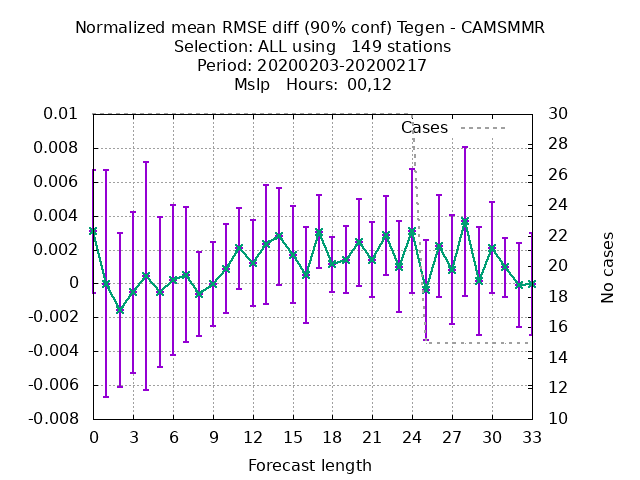 Normalized mean RMSE diff (90% conf) Tegen - CAMSMMR
Selection: ALL using   149 stations
Period: 20200203-20200217
Mslp   Hours: 00,12
Cases
0.01
0.008
0.006
0.004
0.002
0
-0.002
-0.004
-0.006
-0.008
30
28
26
24
22
20
18
16
14
12
10
No cases
0 3 6 9 12 15 18 21 24 27 30 33
Forecast length